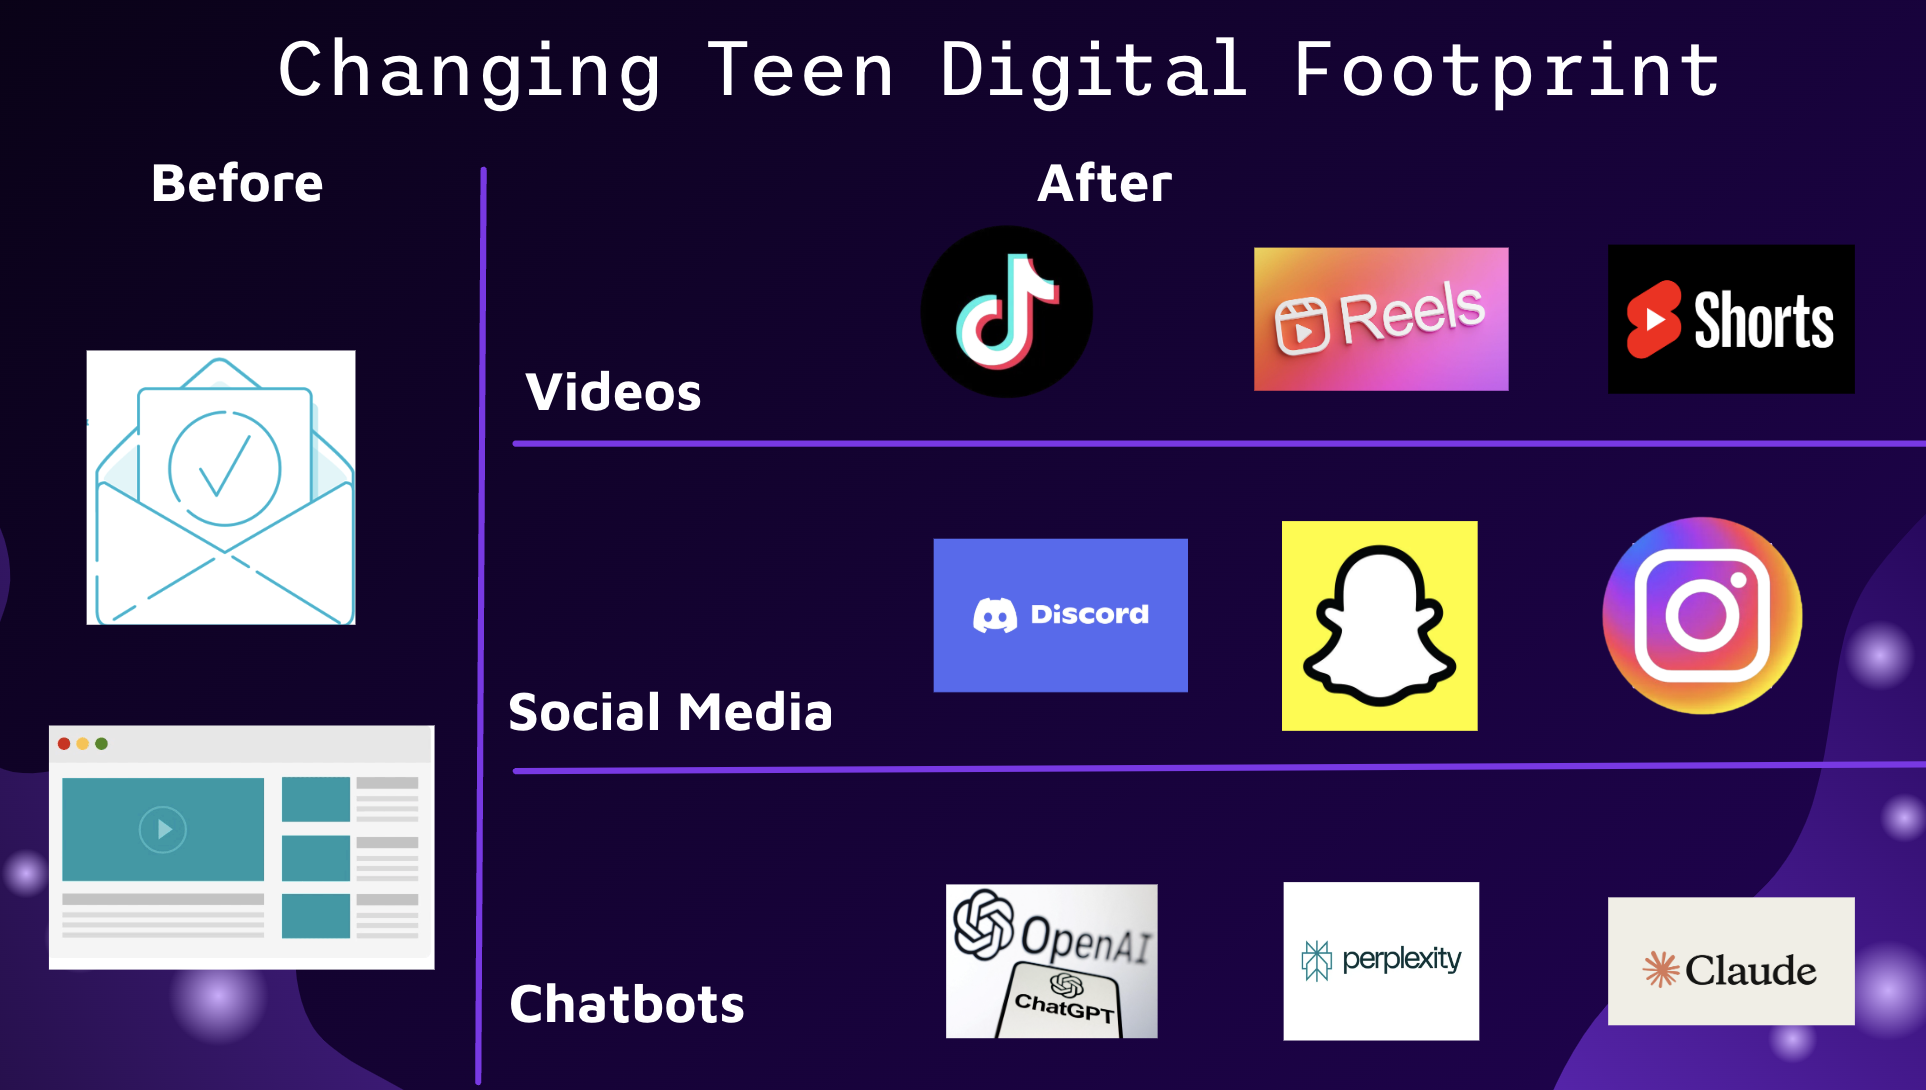 Changing Teen Digital Footprint
Before
After
Reels
Shorts
Videos
Discord
Social Media
OpenAI
ChatGPT
perplexity
Claude
Chatbots